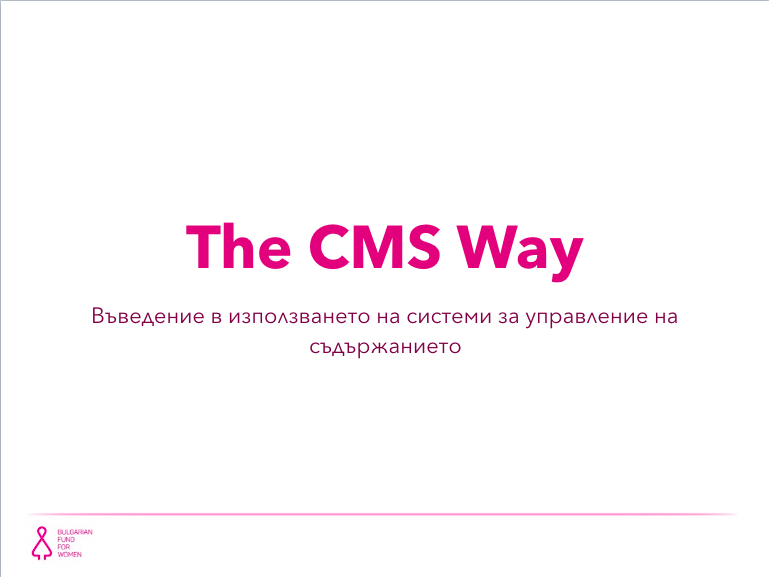 The CMS Way
Въведение в използването на системи за управление на
съдържанието
BULGARIAN
FUND
FOR
WOMEN